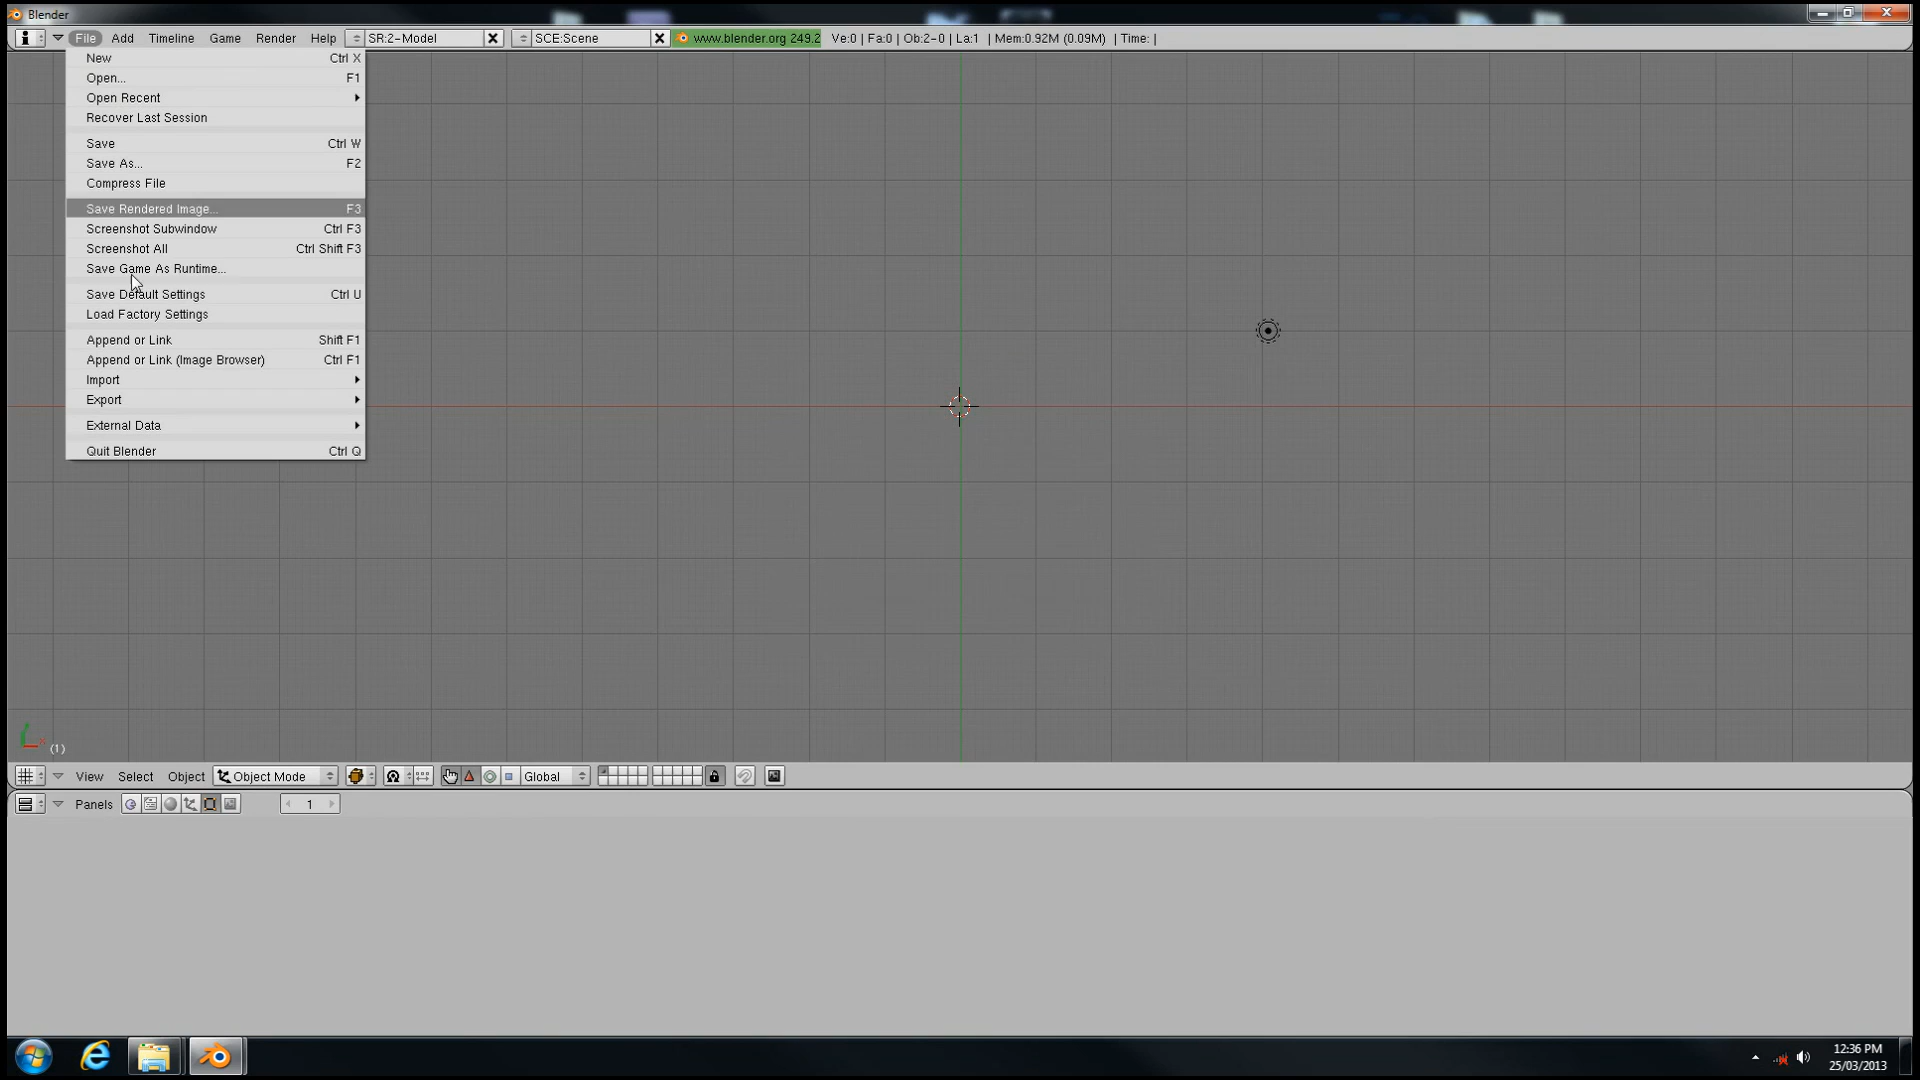 Blender
File Add Timeline Game Render Help SR:2-Model SCE:Scene www.blender.org 249.2 Ve:0 | Fa:0 | Ob:2-0 | La:1 | Mem:0.92M (0.09M) | Time: |
New Ctrl X
Open... F1
Open Recent
Recover Last Session
Save Ctrl W
Save As... F2
Compress File
Save Rendered Image... F3
Screenshot Subwindow Ctrl F3
Screenshot All Ctrl Shift F3
Save Game As Runtime...
Save Default Settings Ctrl U
Load Factory Settings
Append or Link Shift F1
Append or Link (Image Browser) Ctrl F1
Import
Export
External Data
Quit Blender Ctrl Q
(1)
View Select Object Object Mode Global
Panels 1
12:36 PM
25/03/2013